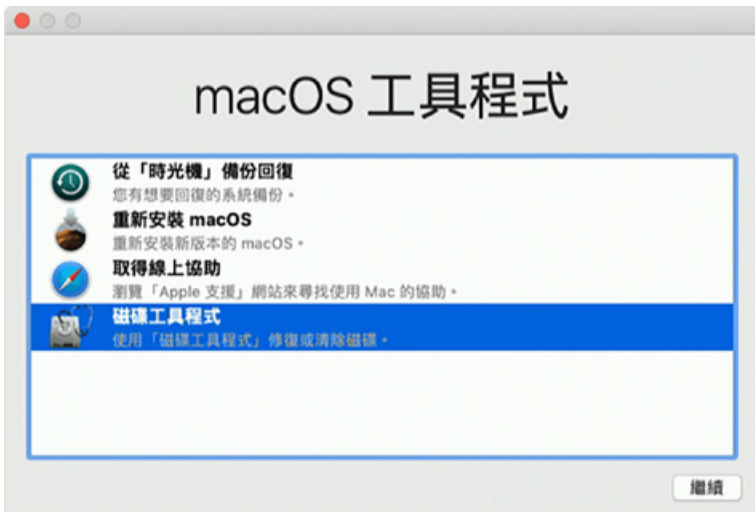 macOS 工具程式
從「時光機」備份回復
您有想要回復的系統備份。
重新安裝 macOS
重新安裝新版本的 macOS。
取得線上協助
瀏覽「Apple 支援」網站來尋找使用 Mac 的協助。
磁碟工具程式
使用「磁碟工具程式」修復或清除磁碟。
繼續